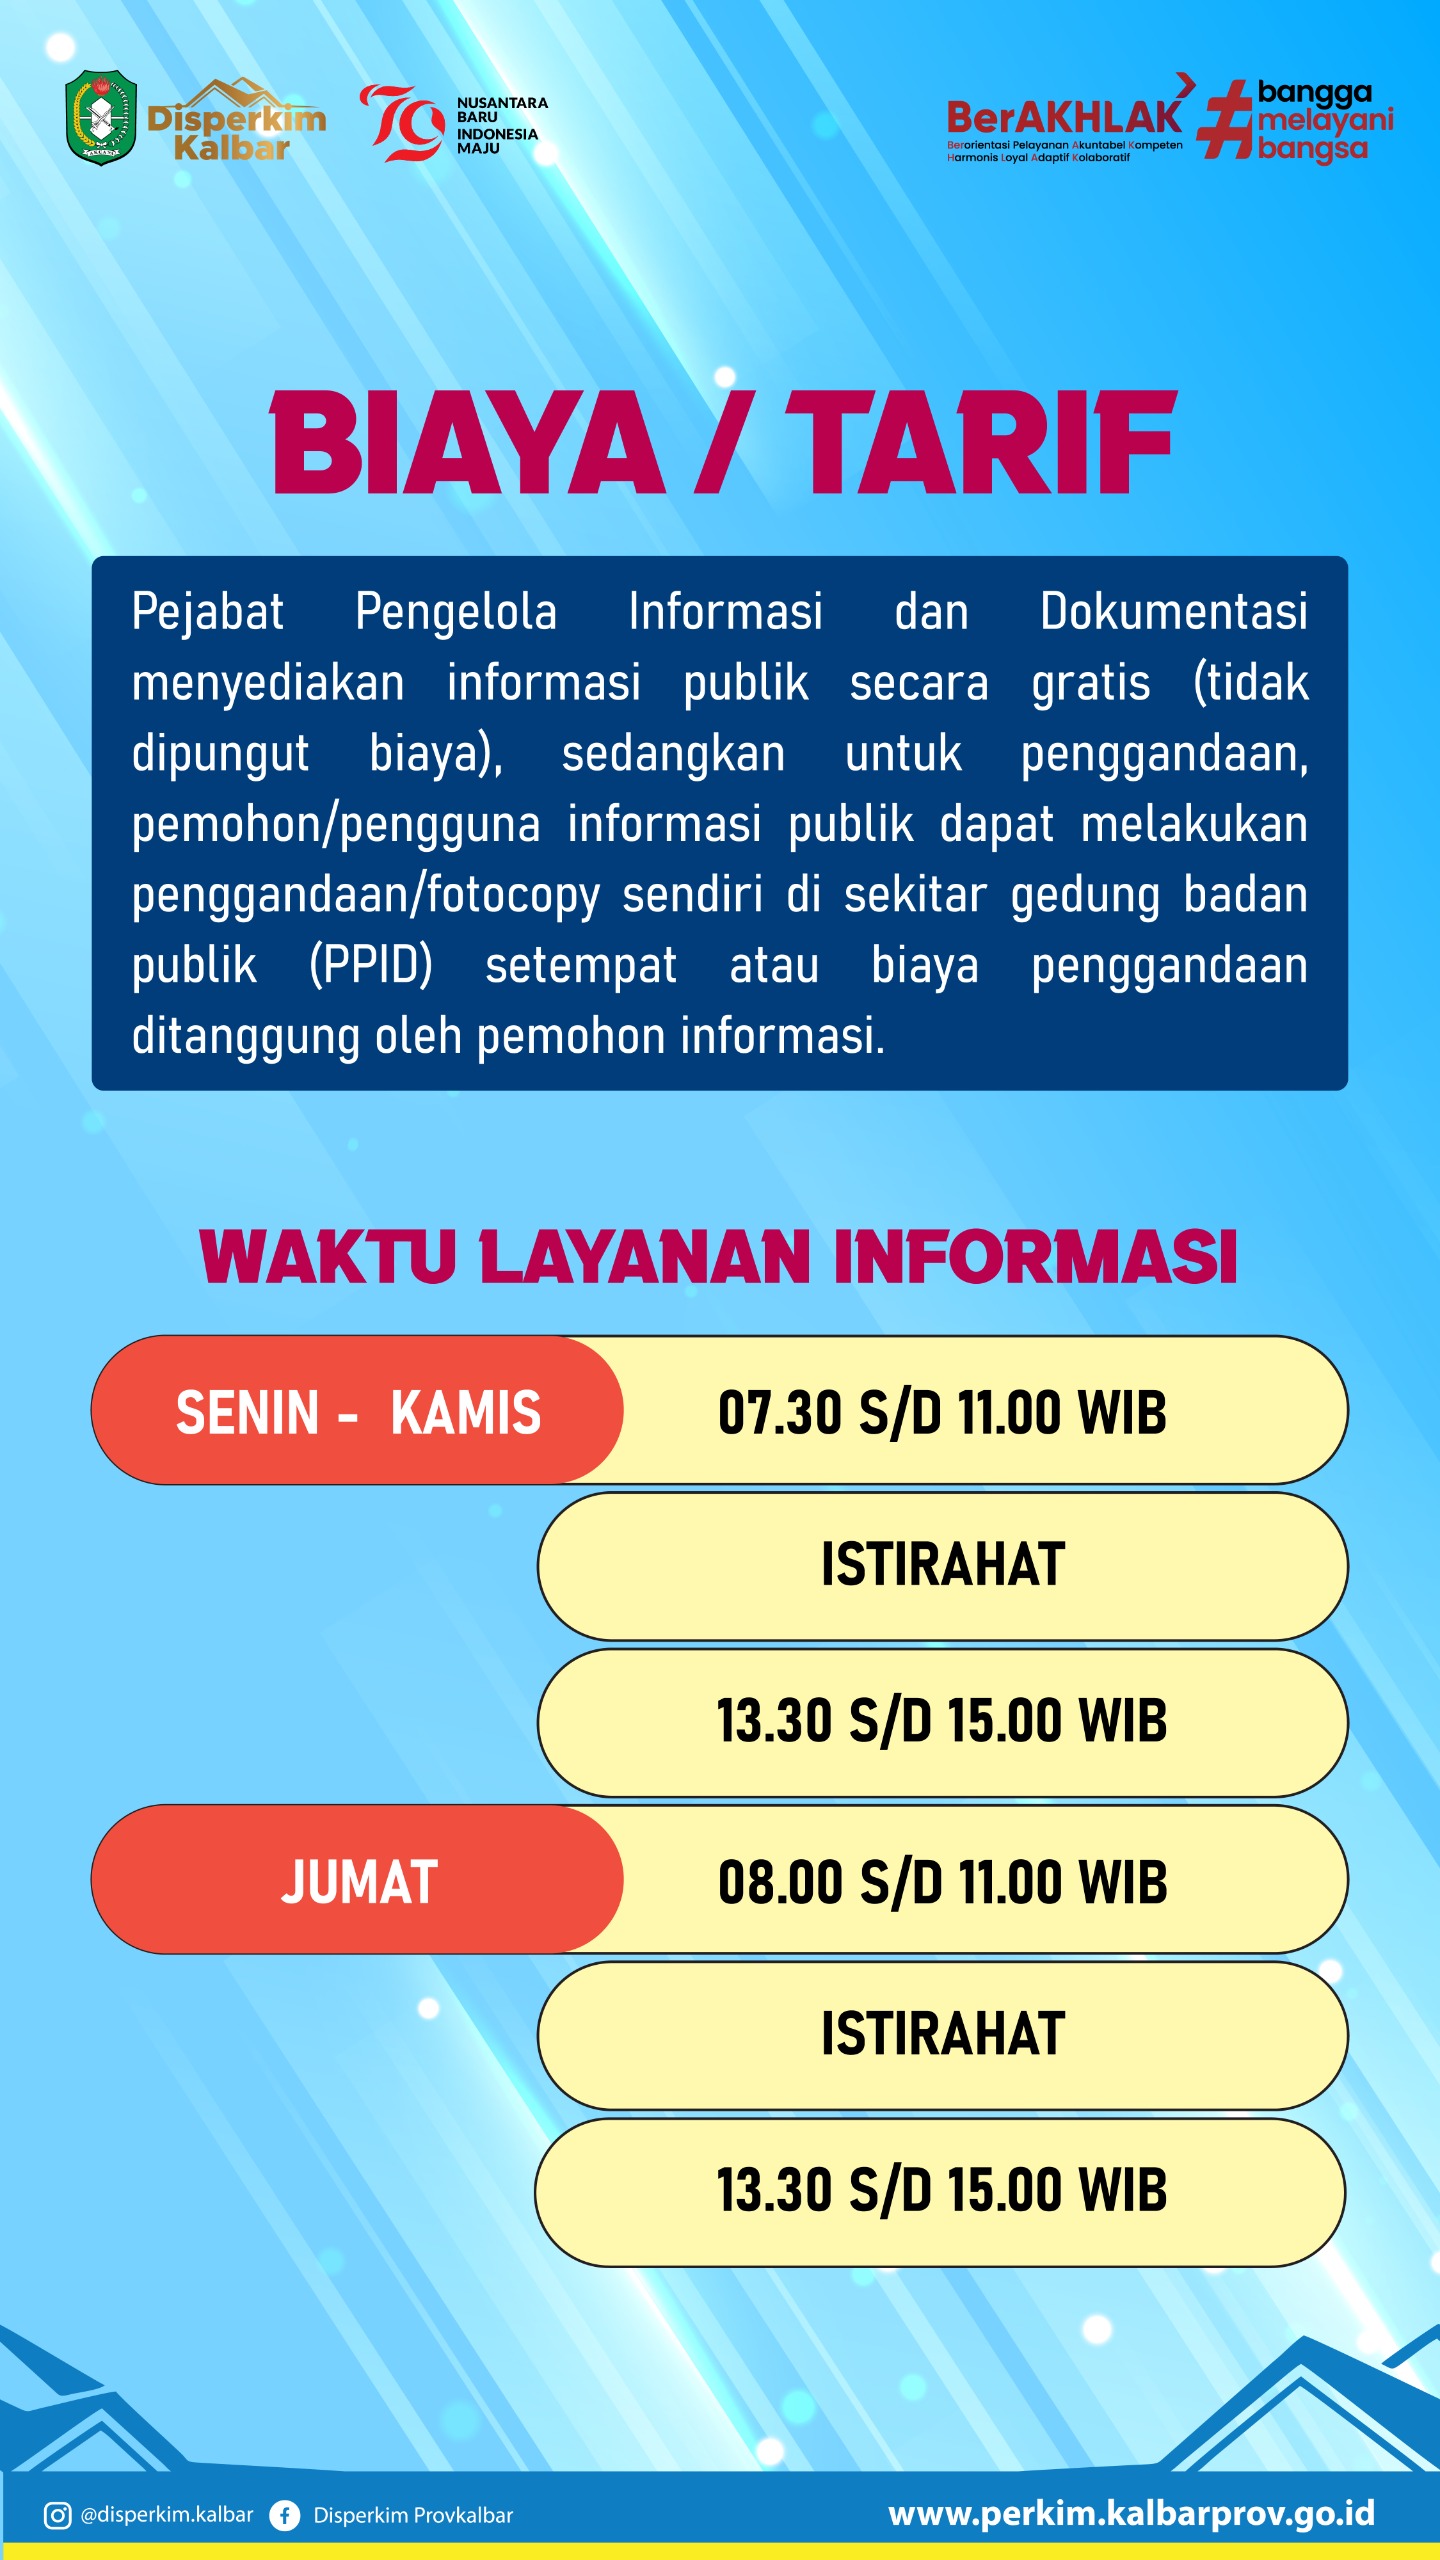 Disperkim
Kalbar
79
NUSANTARA
BARU
INDONESIA
MAJU
BerAKHLAK
Berorientasi Pelayanan Akuntabel Kompeten
Harmonis Loyal Adaptif Kolaboratif
#bangga
melayani
bangsa
BIAYA / TARIF
Pejabat Pengelola Informasi dan Dokumentasi
menyediakan informasi publik secara gratis (tidak
dipungut biaya), sedangkan untuk penggandaan,
pemohon/pengguna informasi publik dapat melakukan
penggandaan/fotocopy sendiri di sekitar gedung badan
publik (PPID) setempat atau biaya penggandaan
ditanggung oleh pemohon informasi.
WAKTU LAYANAN INFORMASI
SENIN - KAMIS 07.30 S/D 11.00 WIB
ISTIRAHAT
13.30 S/D 15.00 WIB
JUMAT 08.00 S/D 11.00 WIB
ISTIRAHAT
13.30 S/D 15.00 WIB
@disperkim.kalbar Disperkim Provkalbar www.perkim.kalbarprov.go.id